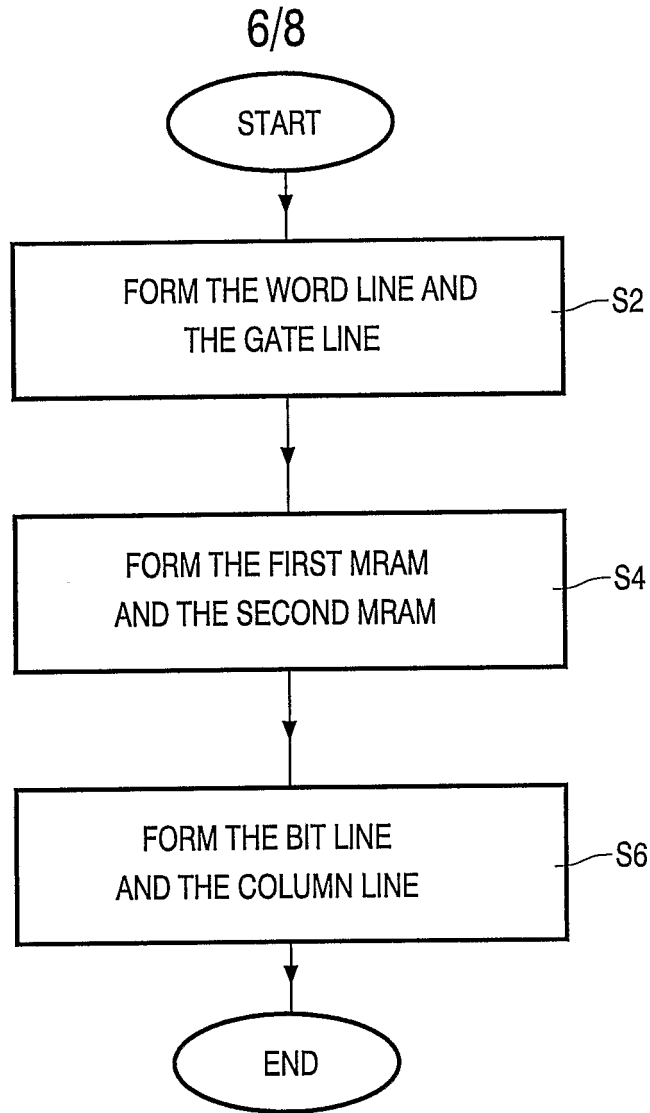 6/8
START
FORM THE WORD LINE AND
THE GATE LINE
S2
FORM THE FIRST MRAM
AND THE SECOND MRAM
S4
FORM THE BIT LINE
AND THE COLUMN LINE
S6
END